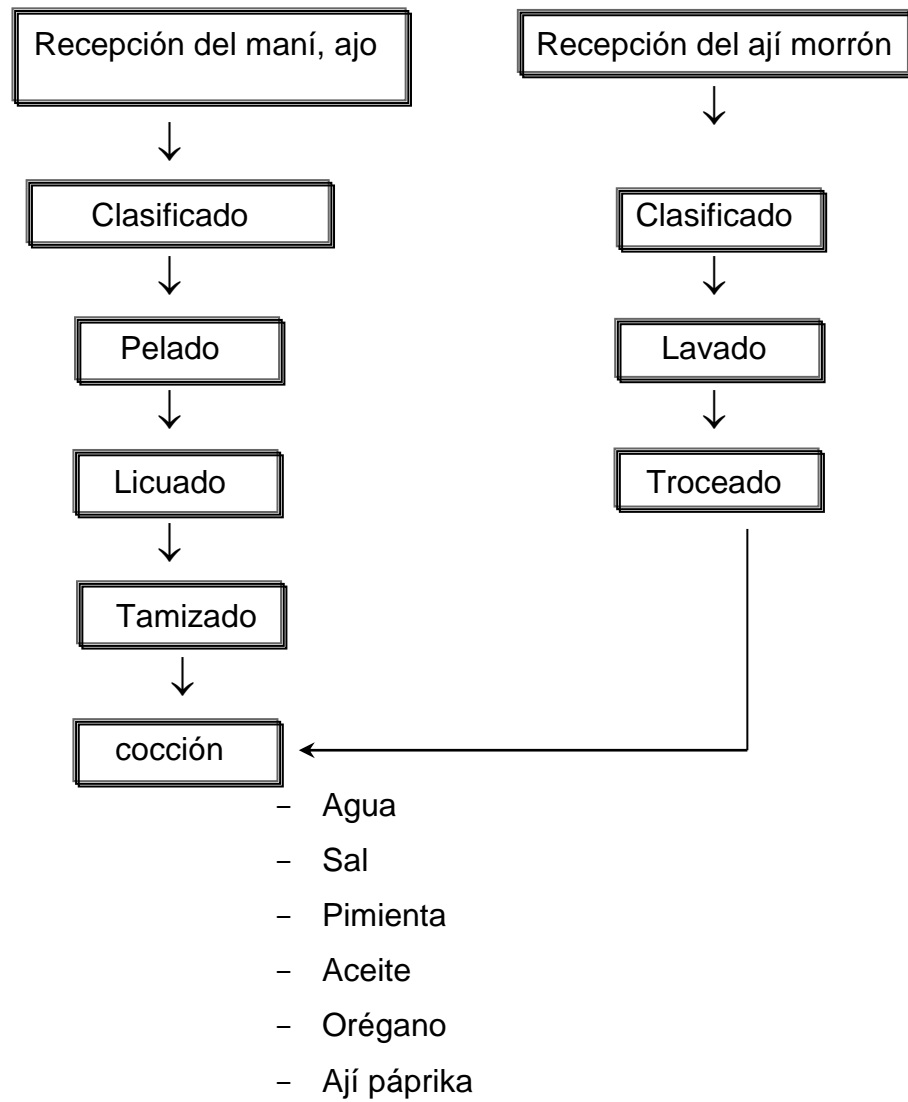 Recepción del maní, ajo
Clasificado
Pelado
Licuado
Tamizado
cocción
Recepción del ají morrón
Clasificado
Lavado
Troceado
- Agua
- Sal
- Pimienta
- Aceite
- Orégano
- Ají páprika